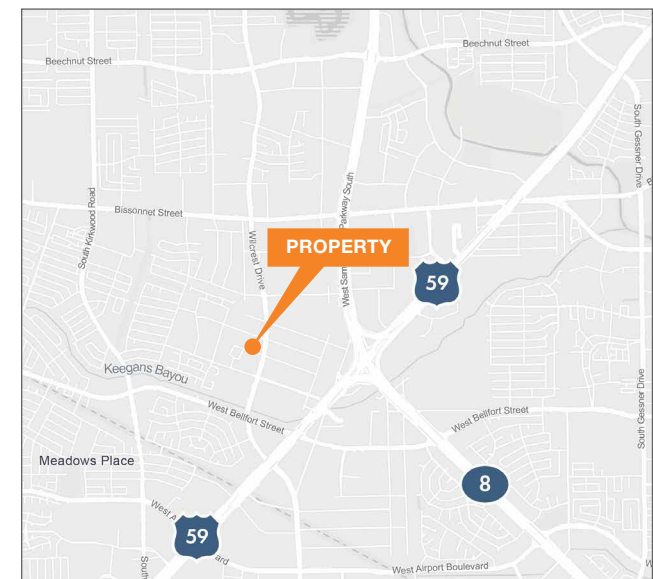 Beechnut Street
Beechnut Street
South Gessner Drive
South Kirkwood Road
Bissonnet Street
Wilcrest Drive
West Sam
Parkway South
PROPERTY
59
Keegans Bayou
West Bellfort Street
West Bellfort Street
South Gessner Drive
Meadows Place
8
West A
59
South
West Airport Boulevard